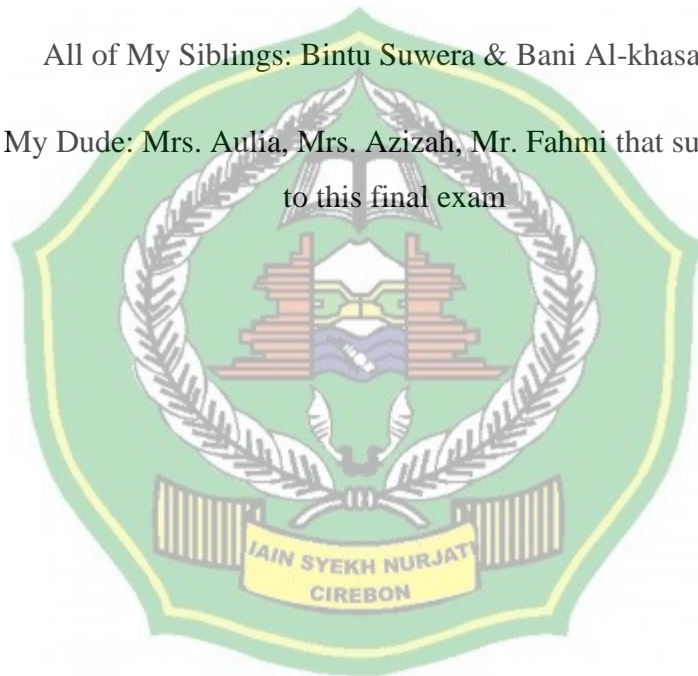 All of My Siblings: Bintu Suwera & Bani Al-khasa
My Dude: Mrs. Aulia, Mrs. Azizah, Mr. Fahmi that su
to this final exam
IAIN SYEKH NURJATI
CIREBON